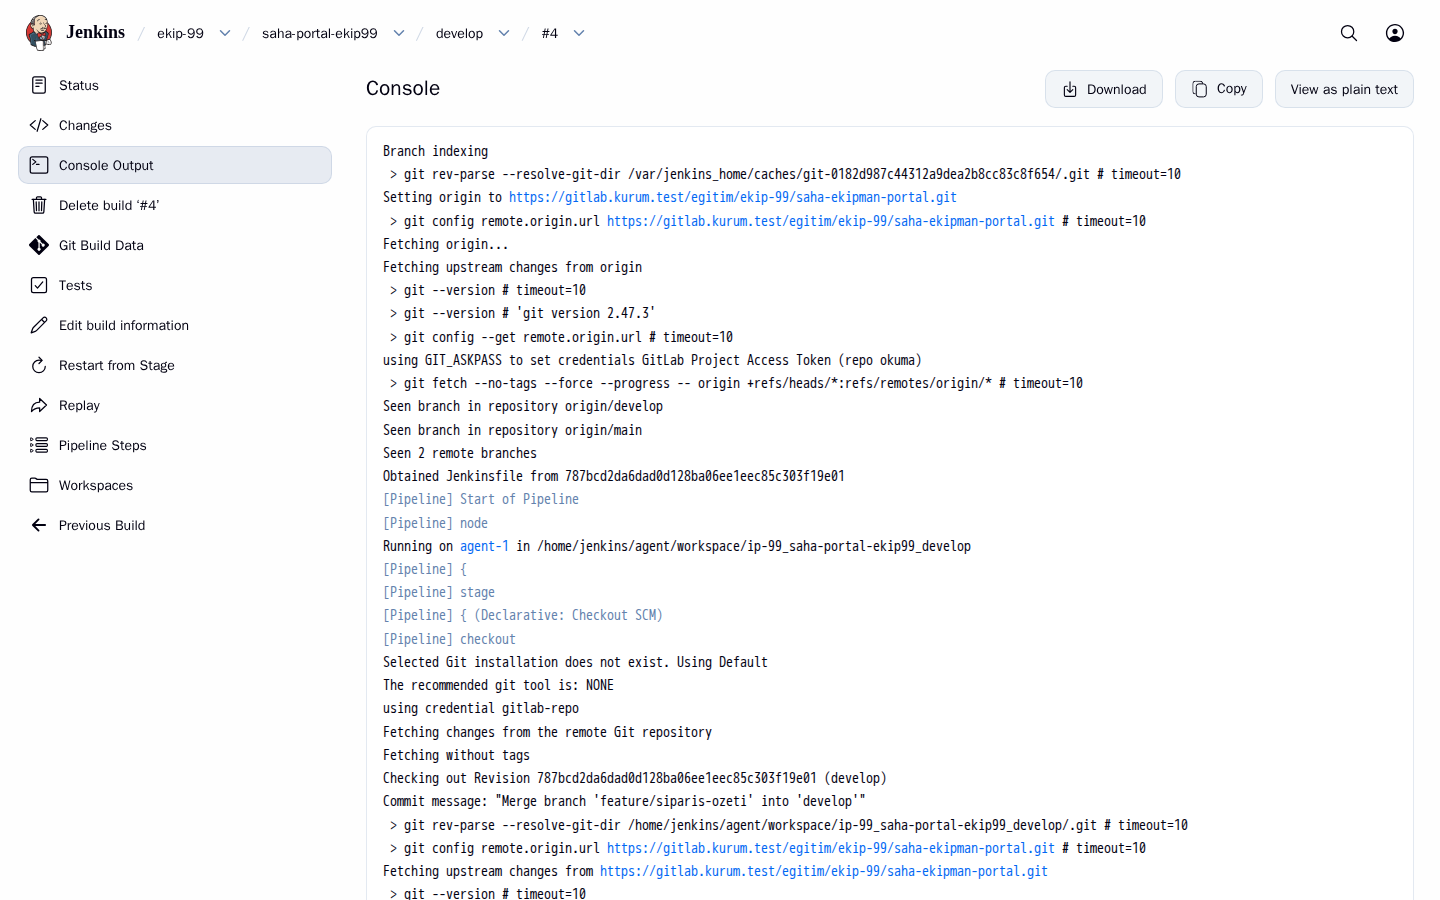 Jenkins / ekip-99 / saha-portal-ekip99 / develop / #4
Status
Changes
Console Output
Delete build ‘#4’
Git Build Data
Tests
Edit build information
Restart from Stage
Replay
Pipeline Steps
Workspaces
Previous Build
Console
Download
Copy
View as plain text
Branch indexing
> git rev-parse --resolve-git-dir /var/jenkins_home/caches/git-0182d987c44312a9dea2b8cc83c8f654/.git # timeout=10
Setting origin to https://gitlab.kurum.test/egitim/ekip-99/saha-ekipman-portal.git
> git config remote.origin.url https://gitlab.kurum.test/egitim/ekip-99/saha-ekipman-portal.git # timeout=10
Fetching origin...
Fetching upstream changes from origin
> git --version # timeout=10
> git --version # 'git version 2.47.3'
> git config --get remote.origin.url # timeout=10
using GIT_ASKPASS to set credentials GitLab Project Access Token (repo okuma)
> git fetch --no-tags --force --progress -- origin +refs/heads/*:refs/remotes/origin/* # timeout=10
Seen branch in repository origin/develop
Seen branch in repository origin/main
Seen 2 remote branches
Obtained Jenkinsfile from 787bcd2da6dad0d128ba06ee1eec85c303f19e01
[Pipeline] Start of Pipeline
[Pipeline] node
Running on agent-1 in /home/jenkins/agent/workspace/ip-99_saha-portal-ekip99_develop
[Pipeline] {
[Pipeline] stage
[Pipeline] { (Declarative: Checkout SCM)
[Pipeline] checkout
Selected Git installation does not exist. Using Default
The recommended git tool is: NONE
using credential gitlab-repo
Fetching changes from the remote Git repository
Fetching without tags
Checking out Revision 787bcd2da6dad0d128ba06ee1eec85c303f19e01 (develop)
Commit message: "Merge branch 'feature/siparis-ozeti' into 'develop'"
> git rev-parse --resolve-git-dir /home/jenkins/agent/workspace/ip-99_saha-portal-ekip99_develop/.git # timeout=10
> git config remote.origin.url https://gitlab.kurum.test/egitim/ekip-99/saha-ekipman-portal.git # timeout=10
Fetching upstream changes from https://gitlab.kurum.test/egitim/ekip-99/saha-ekipman-portal.git
> git --version # timeout=10